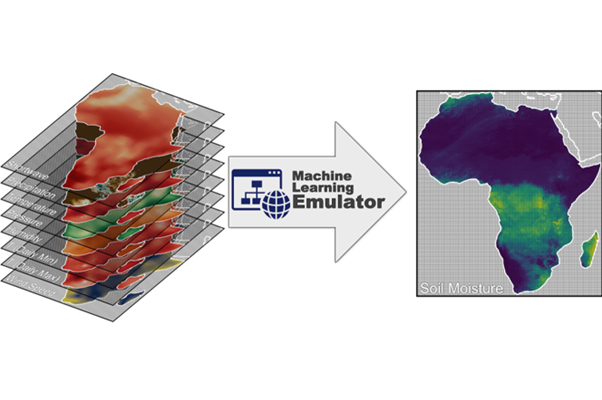 Shortwave
Precipitation
Temperature
Pressure
Humidity
(Daily Min)
(Daily Max)
Wind Speed
Machine
Learning
Emulator
Soil Moisture